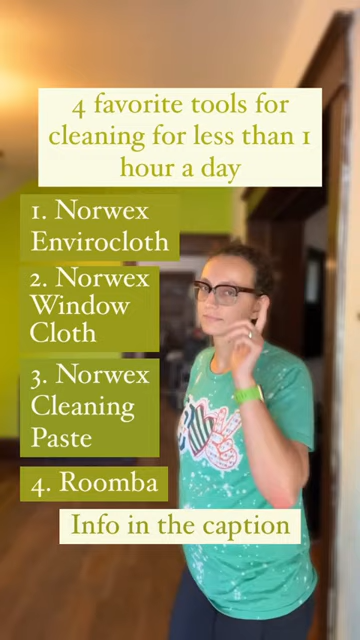 4 favorite tools for
cleaning for less than 1
hour a day
1. Norwex
Envirocloth
2. Norwex
Window
Cloth
3. Norwex
Cleaning
Paste
4. Roomba
Info in the caption